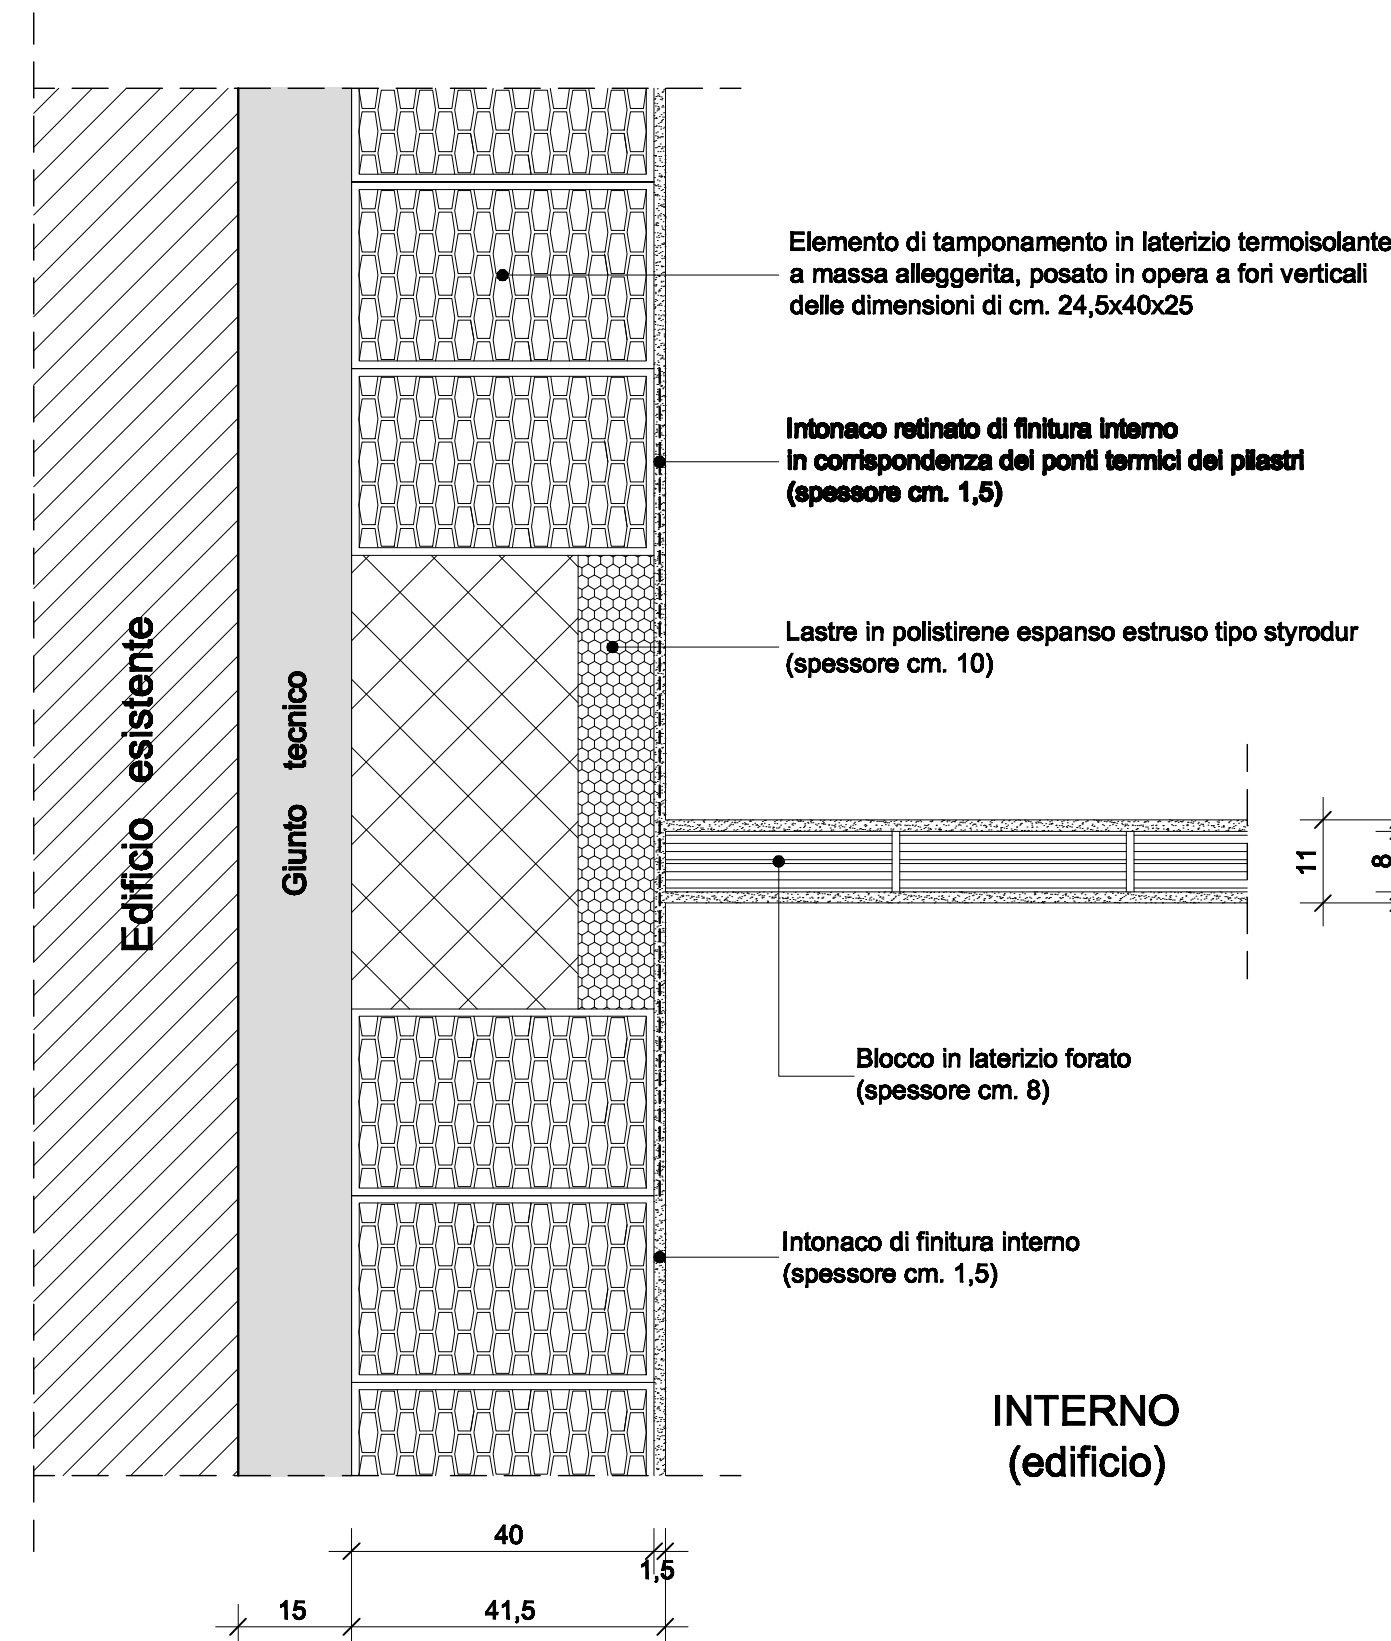 Elemento di tamponamento in laterizio termoisolante
a massa alleggerita, posato in opera a fori verticali
delle dimensioni di cm. 24,5x40x25
Intonaco retinato di finitura interno
in corrispondenza dei ponti termici dei pilastri
(spessore cm. 1,5)
Lastre in polistirene espanso estruso tipo styrodur
(spessore cm. 10)
Edificio esistente
Giunto tecnico
11
8
Blocco in laterizio forato
(spessore cm. 8)
Intonaco di finitura interno
(spessore cm. 1,5)
INTERNO
(edificio)
40
1,5
15
41,5